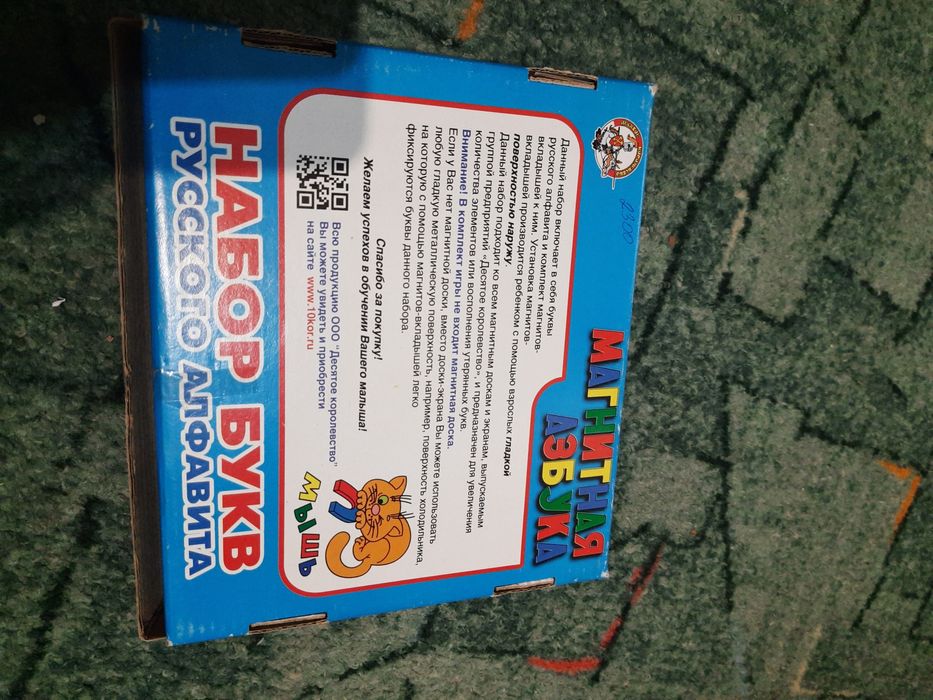 2300
МАГНИТНАЯ
АЗБУКА
Данный набор включает в себя буквы
русского алфавита и комплект магнитов-
вкладышей к ним. Установка магнитов-
вкладышей производится ребенком с помощью взрослых гладкой
поверхностью наружу.
Данный набор подходит ко всем магнитным доскам и экранам, выпускаемым
группой предприятий «Десятое королевство», и предназначен для увеличения
количества элементов или восполнения утерянных букв.
Внимание! В комплект игры не входит магнитная доска.
Если у Вас нет магнитной доски, вместо доски-экрана Вы можете использовать
любую гладкую металлическую поверхность, например, поверхность холодильника,
на которую с помощью магнитов-вкладышей легко
фиксируются буквы данного набора.
Спасибо за покупку!
Желаем успехов в обучении Вашего малыша!
Всю продукцию ООО "Десятое королевство"
Вы можете увидеть и приобрести
на сайте www.10kor.ru
МЫШЬ
НАБОР БУКВ
РУССКОГО АЛФАВИТА